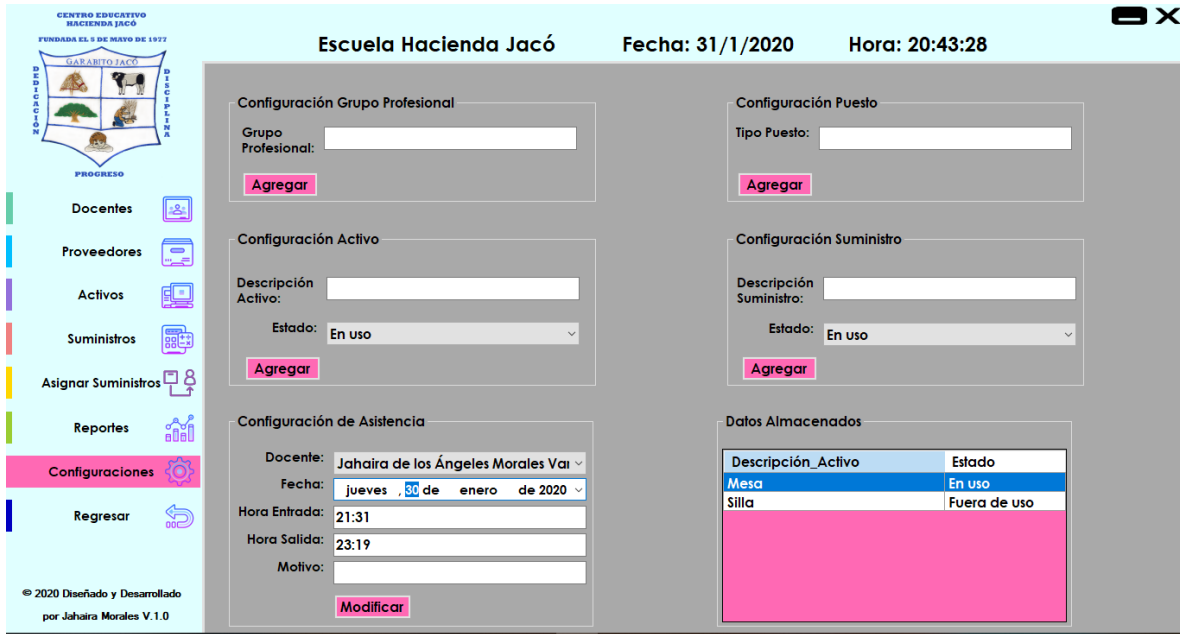 CENTRO EDUCATIVO
HACIENDA JACÓ
FUNDADA EL 5 DE MAYO DE 1977
GARABITO JACÓ
DEDICACIÓN
DISCIPLINA
PROGRESO
Escuela Hacienda Jacó
Fecha: 31/1/2020
Hora: 20:43:28
Docentes
Proveedores
Activos
Suministros
Asignar Suministros
Reportes
Configuraciones
Regresar
© 2020 Diseñado y Desarrollado
por Jahaira Morales V.1.0
Configuración Grupo Profesional
Grupo
Profesional:
Agregar
Configuración Puesto
Tipo Puesto:
Agregar
Configuración Activo
Descripción
Activo:
Estado: En uso
Agregar
Configuración Suministro
Descripción
Suministro:
Estado: En uso
Agregar
Configuración de Asistencia
Docente: Jahaira de los Ángeles Morales Var
Fecha: jueves , 30 de enero de 2020
Hora Entrada: 21:31
Hora Salida: 23:19
Motivo:
Modificar
Datos Almacenados
Descripción_Activo Estado
Mesa En uso
Silla Fuera de uso